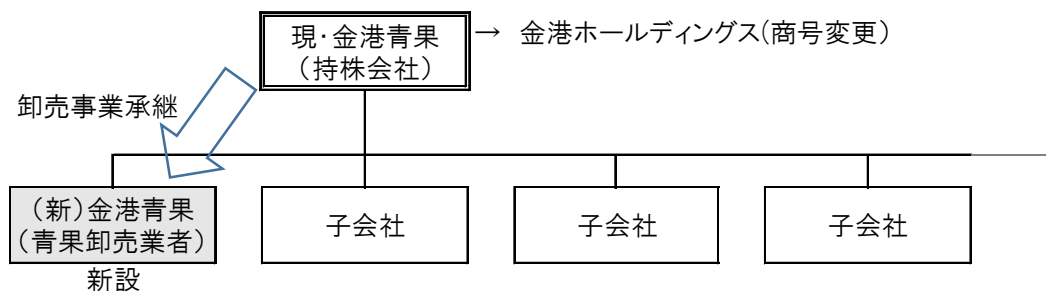 現・金港青果
（持株会社）
→ 金港ホールディングス(商号変更）
卸売事業承継
（新）金港青果
（青果卸売業者）
新設
子会社
子会社
子会社